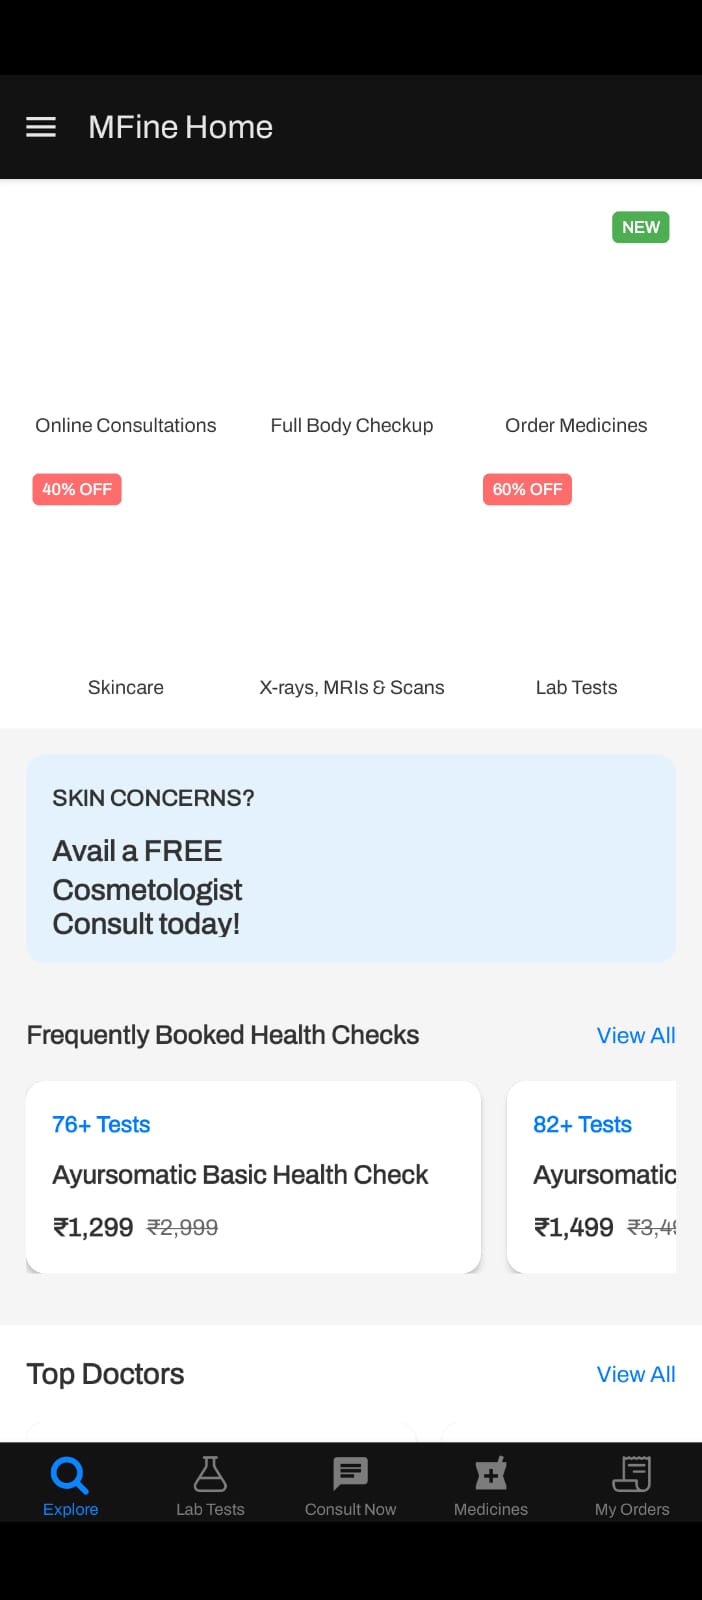 MFine Home
NEW
Online Consultations
Full Body Checkup
Order Medicines
40% OFF
60% OFF
Skincare
X-rays, MRIs & Scans
Lab Tests
SKIN CONCERNS?
Avail a FREE
Cosmetologist
Consult today!
Frequently Booked Health Checks
View All
76+ Tests
Ayursomatic Basic Health Check
₹1,299 ₹2,999
82+ Tests
Ayursomatic
₹1,499
Top Doctors
View All
Explore
Lab Tests
Consult Now
Medicines
My Orders